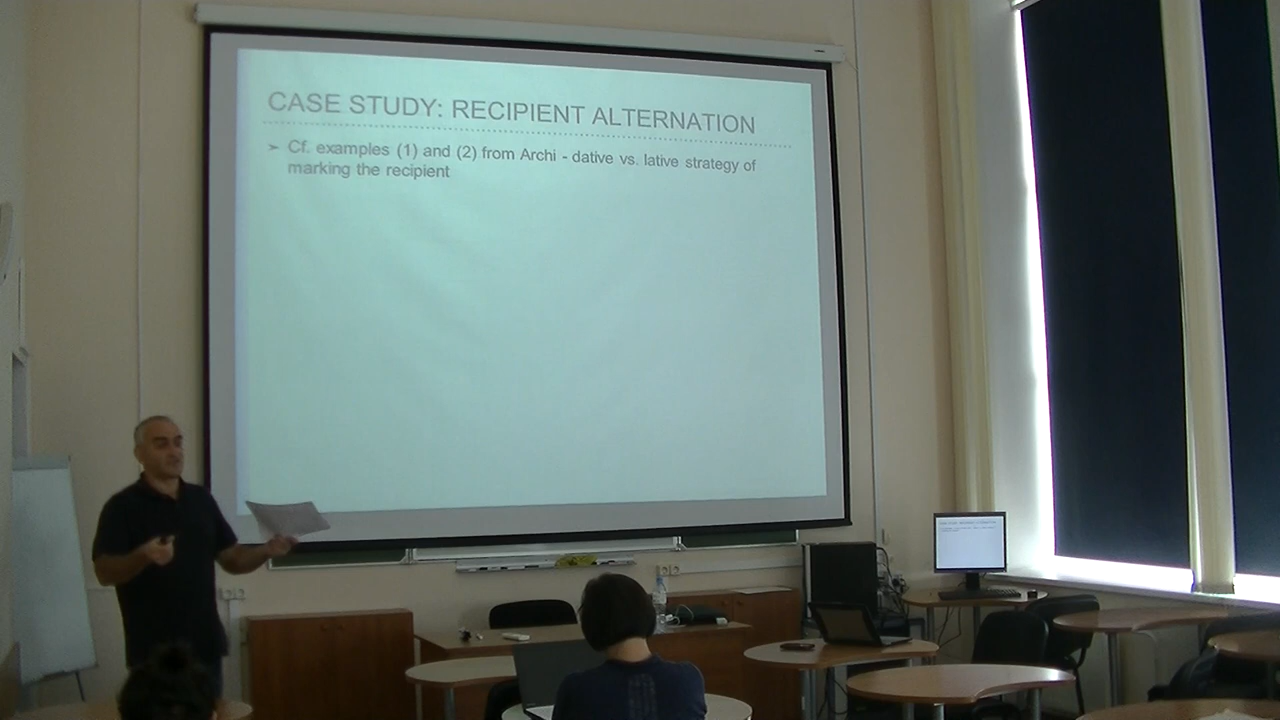 CASE STUDY: RECIPIENT ALTERNATION
➤ Cf. examples (1) and (2) from Archi - dative vs. lative strategy of
marking the recipient